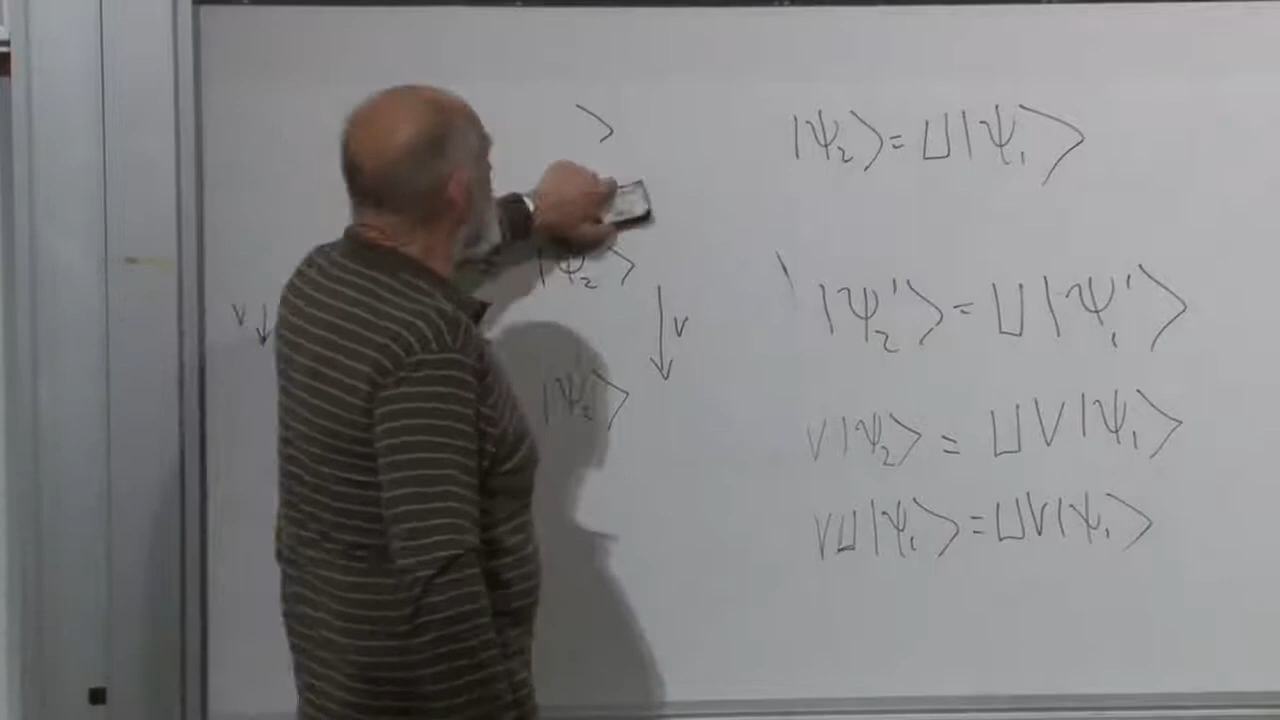 ⟩
|ψ₂⟩
V ↓
↓ V
|ψ₂⟩
|ψ₂⟩ = U|ψ₁⟩
|ψ₂'⟩ = U|ψ₁'⟩
V|ψ₂⟩ = UV|ψ₁⟩
VU|ψ₁⟩ = UV|ψ₁⟩